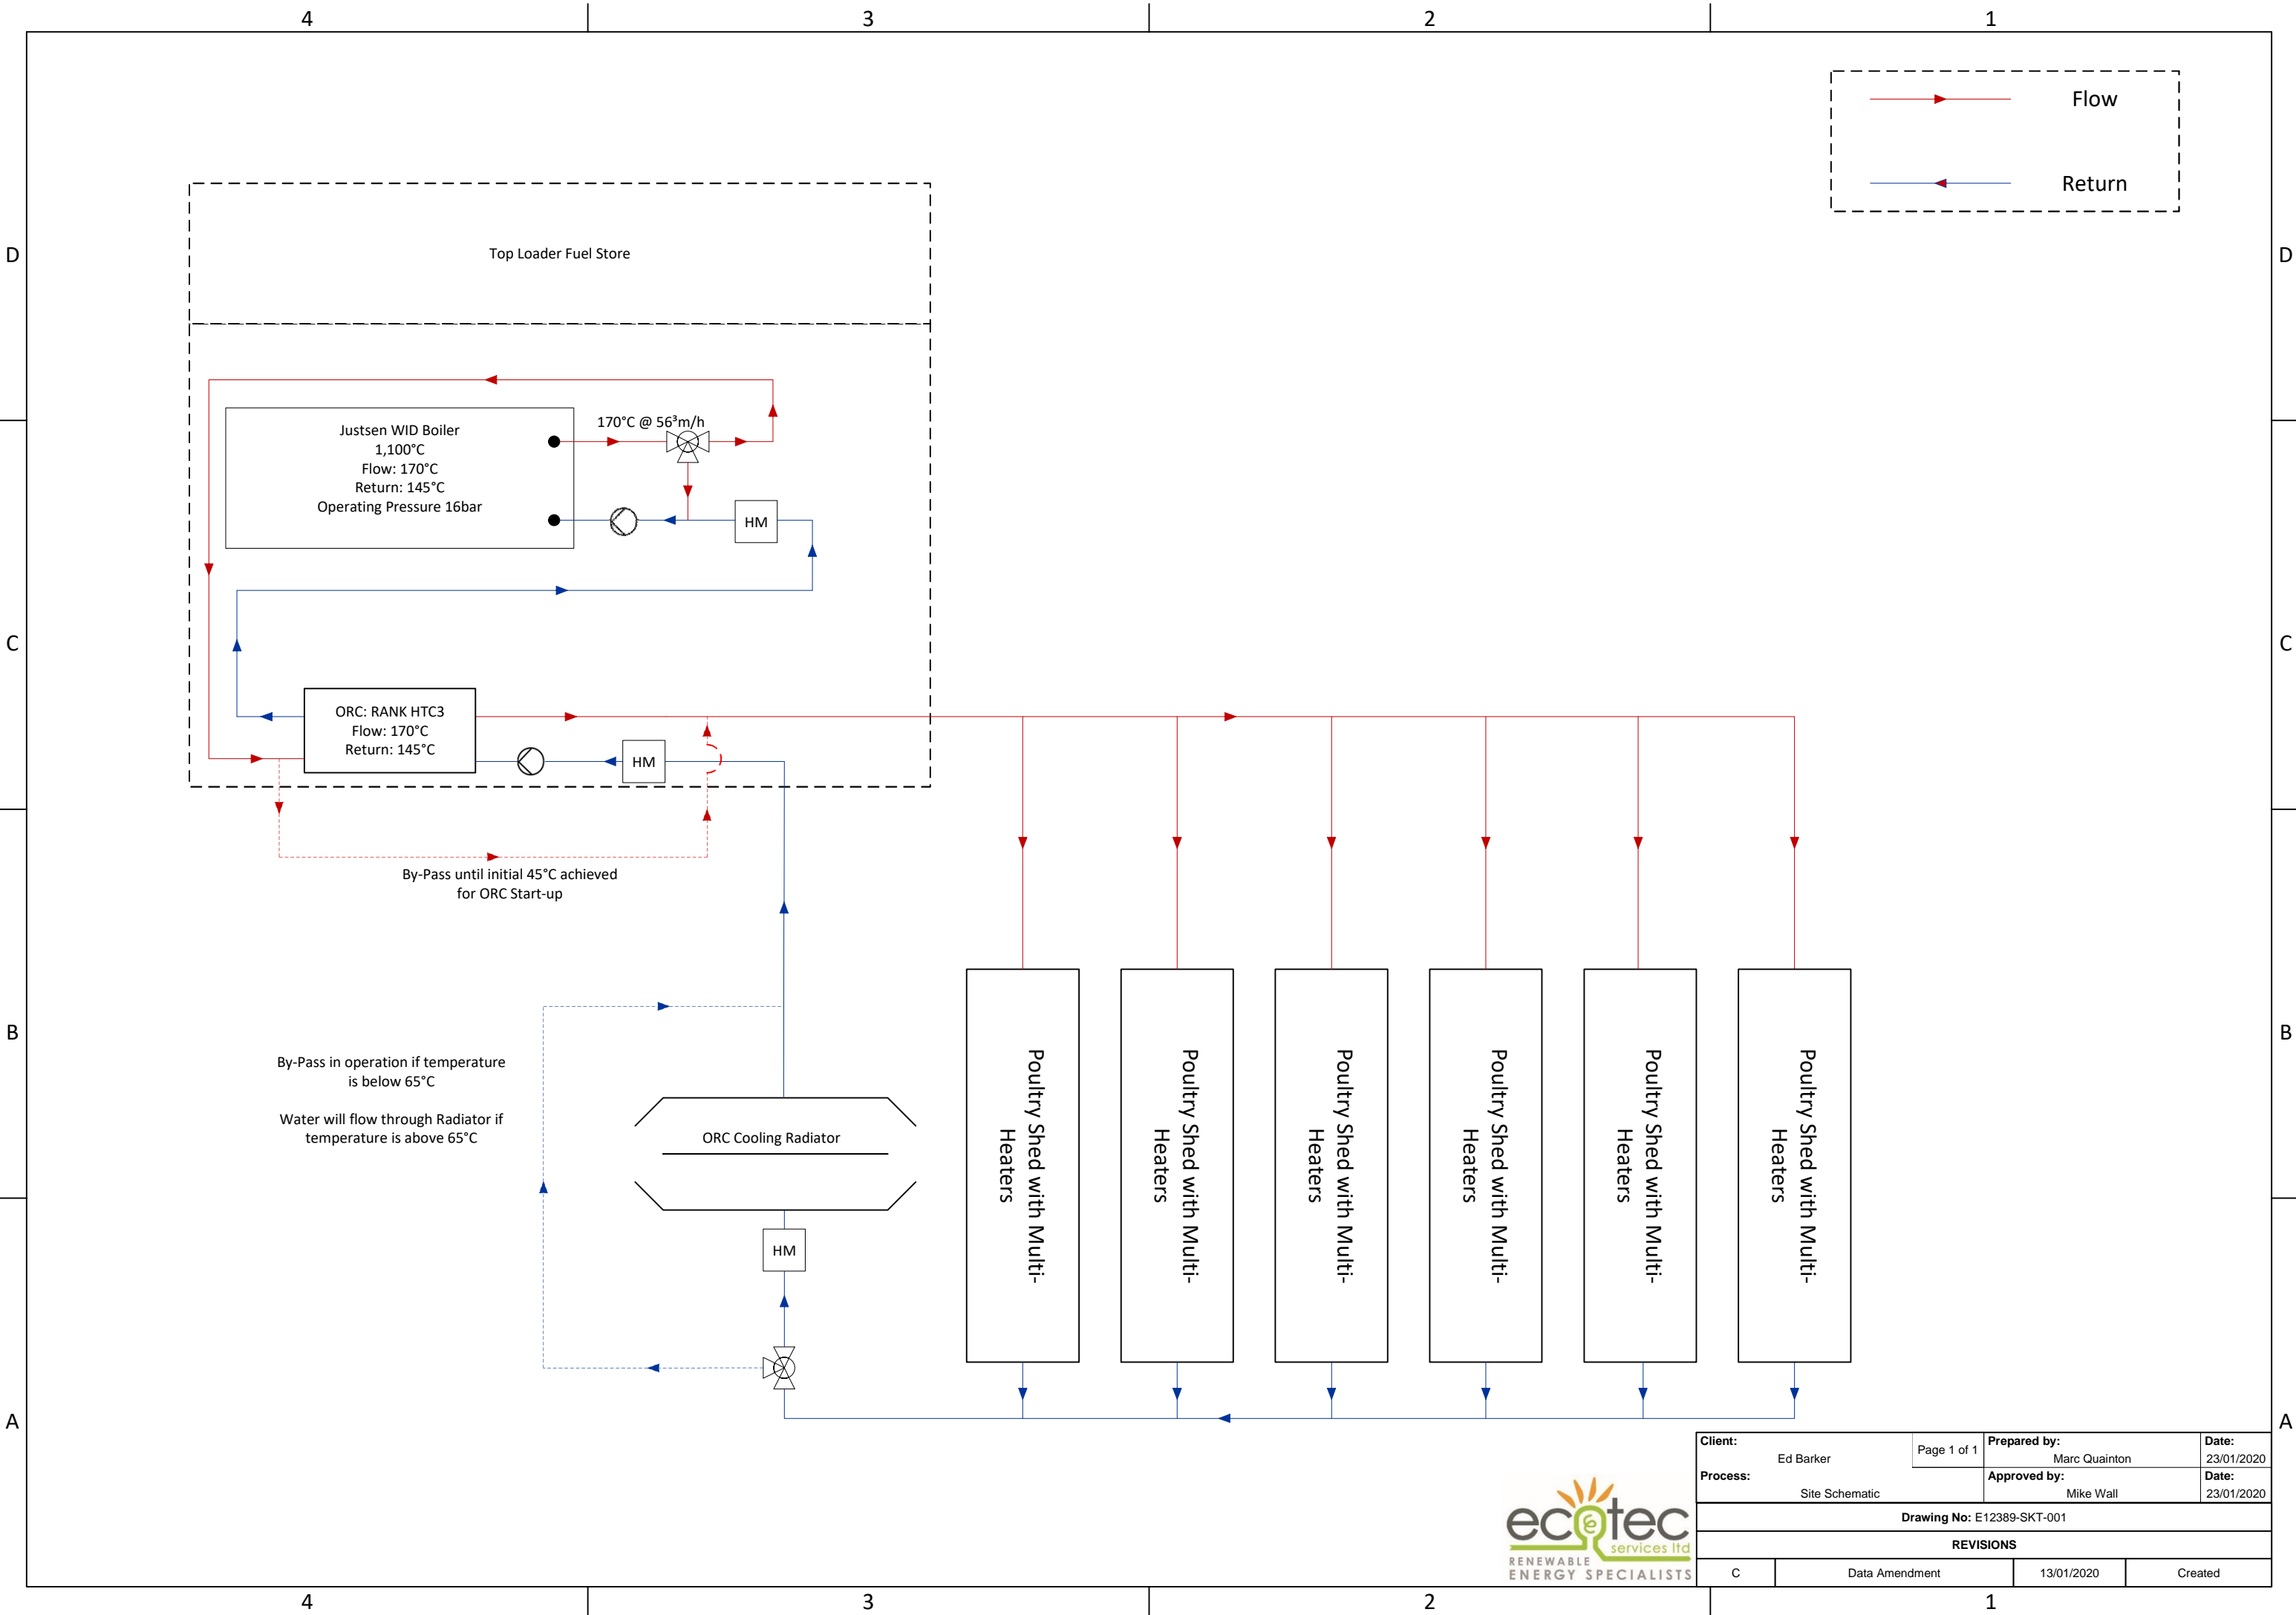 4 3 2 1
Flow
Return
D D
Top Loader Fuel Store
170°C @ 56³m/h
Justsen WID Boiler
1,100°C
Flow: 170°C
Return: 145°C
Operating Pressure 16bar
HM
C C
ORC: RANK HTC3
Flow: 170°C
Return: 145°C
HM
By-Pass until initial 45°C achieved
for ORC Start-up
B B
By-Pass in operation if temperature
is below 65°C
Water will flow through Radiator if
temperature is above 65°C
ORC Cooling Radiator
HM
Poultry Shed with Multi-
Heaters
Poultry Shed with Multi-
Heaters
Poultry Shed with Multi-
Heaters
Poultry Shed with Multi-
Heaters
Poultry Shed with Multi-
Heaters
Poultry Shed with Multi-
Heaters
A A
ecotec
services ltd
RENEWABLE
ENERGY SPECIALISTS
Client:
Ed Barker
Page 1 of 1
Prepared by:
Marc Quainton
Date:
23/01/2020
Process:
Site Schematic
Approved by:
Mike Wall
Date:
23/01/2020
Drawing No: E12389-SKT-001
REVISIONS
C Data Amendment 13/01/2020 Created
4 3 2 1